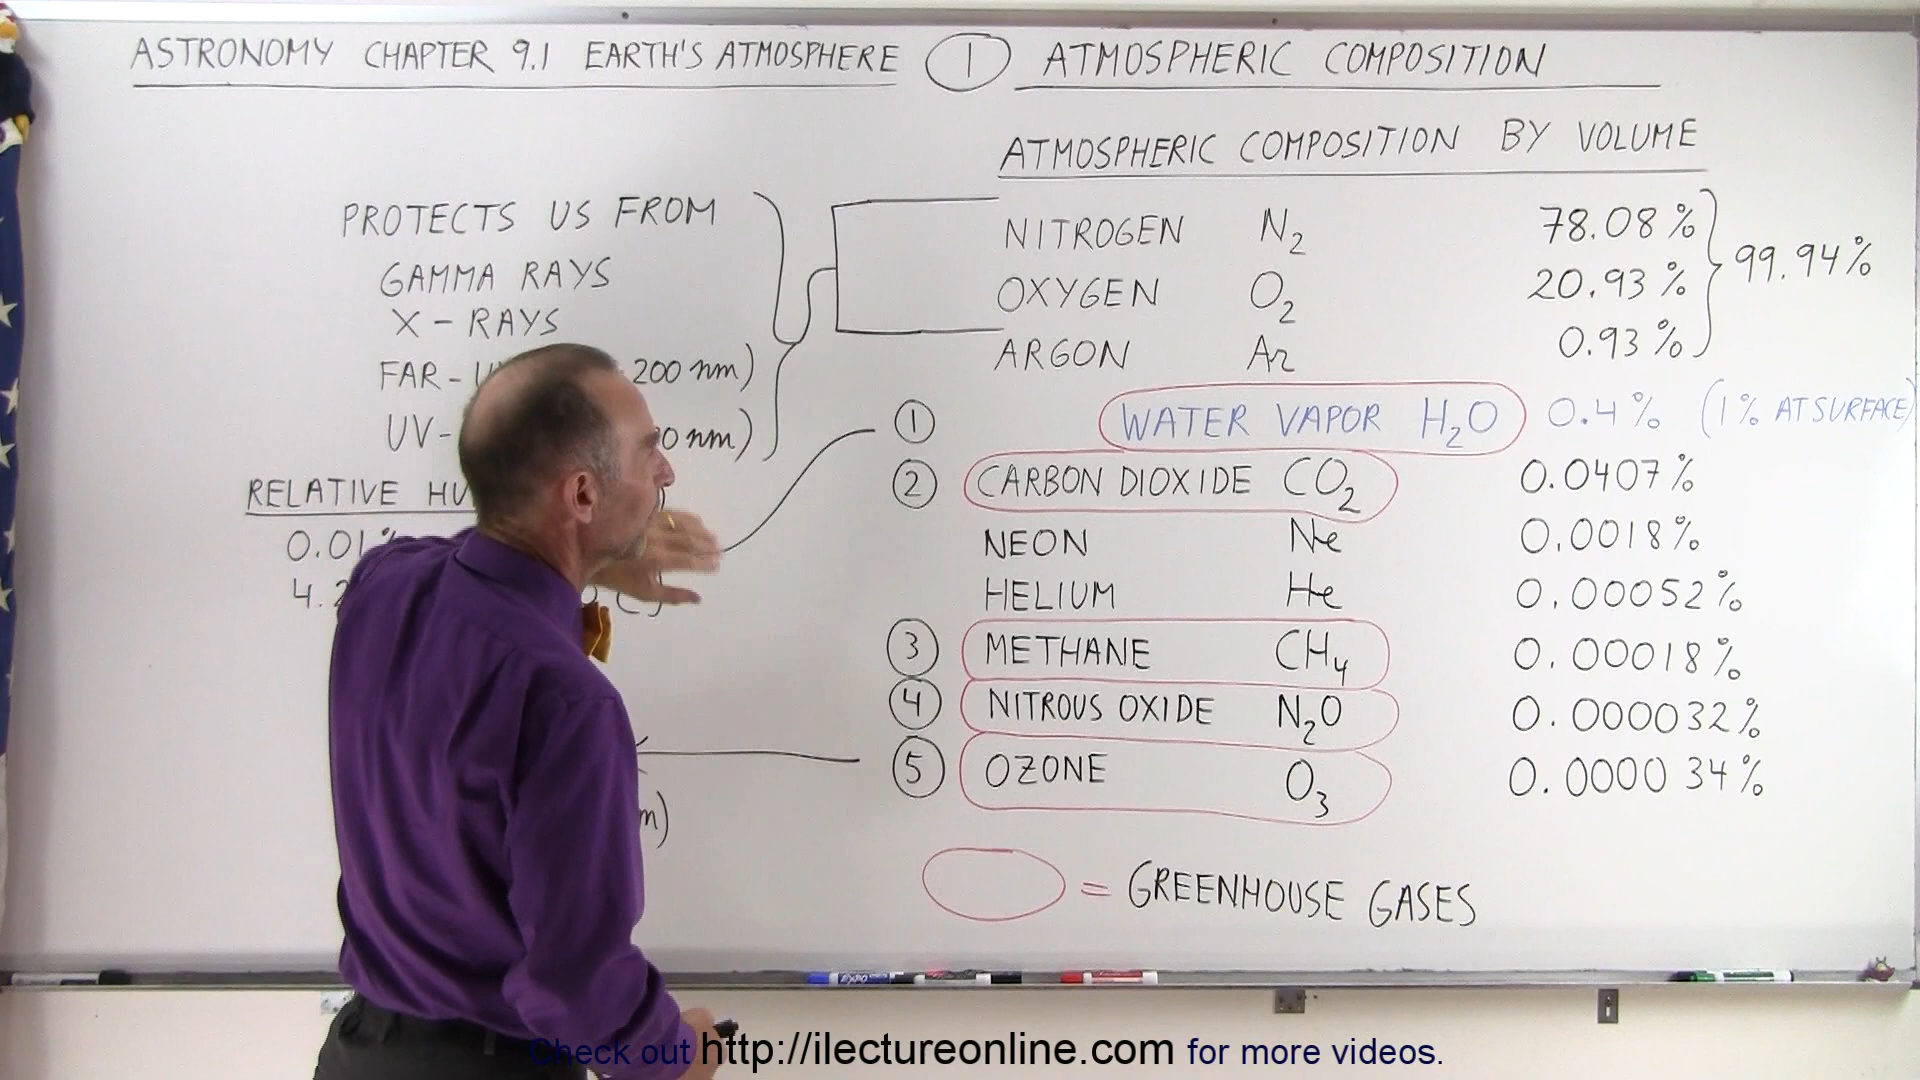 ASTRONOMY CHAPTER 9.1 EARTH'S ATMOSPHERE 1 ATMOSPHERIC COMPOSITION
ATMOSPHERIC COMPOSITION BY VOLUME
PROTECTS US FROM
GAMMA RAYS
X-RAYS
FAR- 200 nm)
UV- 0 nm)
RELATIVE
0.01%
4.2
NITROGEN N2 78.08%
OXYGEN O2 20.93%
ARGON Ar 0.93%
99.94%
1 WATER VAPOR H2O 0.4% (1% AT SURFACE)
2 CARBON DIOXIDE CO2 0.0407%
NEON Ne 0.0018%
HELIUM He 0.00052%
3 METHANE CH4 0.00018%
4 NITROUS OXIDE N2O 0.000032%
5 OZONE O3 0.000034%
= GREENHOUSE GASES
Check out http://ilectureonline.com for more videos.